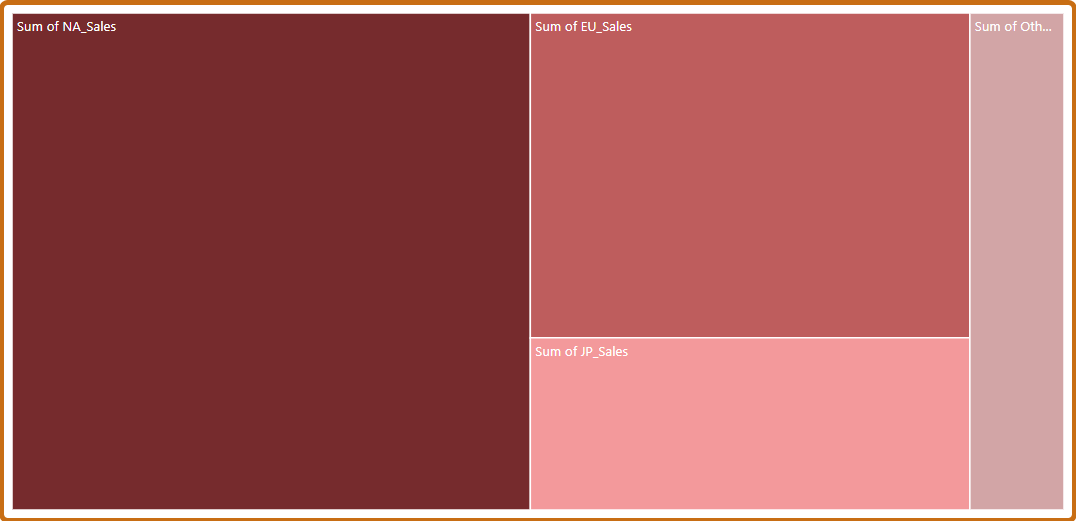 Sum of NA_Sales
Sum of EU_Sales
Sum of Oth...
Sum of JP_Sales